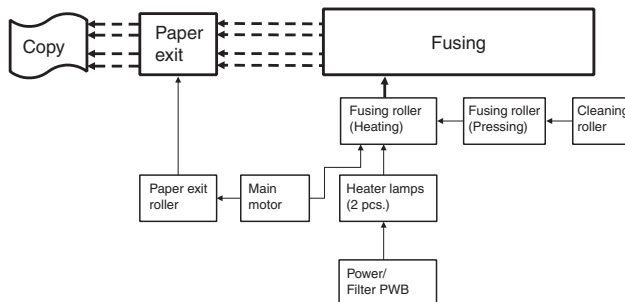 Copy
Paper
exit
Fusing
Fusing roller
(Heating)
Fusing roller
(Pressing)
Cleaning
roller
Paper exit
roller
Main
motor
Heater lamps
(2 pcs.)
Power/
Filter PWB